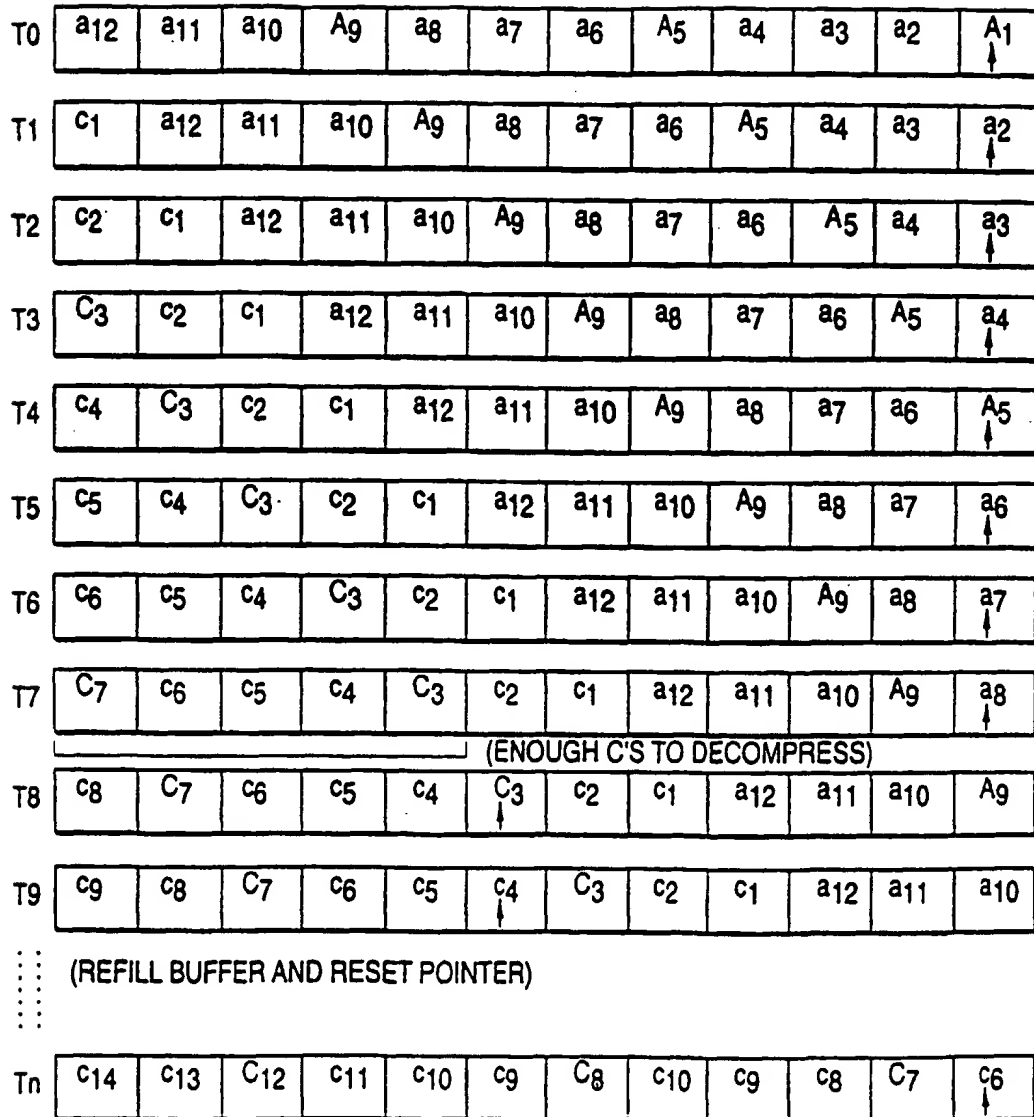 T0 a12 a11 a10 A9 a8 a7 a6 A5 a4 a3 a2 A1
T1 c1 a12 a11 a10 A9 a8 a7 a6 A5 a4 a3 a2
T2 c2 c1 a12 a11 a10 A9 a8 a7 a6 A5 a4 a3
T3 C3 c2 c1 a12 a11 a10 A9 a8 a7 a6 A5 a4
T4 c4 C3 c2 c1 a12 a11 a10 A9 a8 a7 a6 A5
T5 c5 c4 C3 c2 c1 a12 a11 a10 A9 a8 a7 a6
T6 c6 c5 c4 C3 c2 c1 a12 a11 a10 A9 a8 a7
T7 C7 c6 c5 c4 C3 c2 c1 a12 a11 a10 A9 a8
(ENOUGH C'S TO DECOMPRESS)
T8 c8 C7 c6 c5 c4 C3 c2 c1 a12 a11 a10 A9
T9 c9 c8 C7 c6 c5 c4 C3 c2 c1 a12 a11 a10
(REFILL BUFFER AND RESET POINTER)
Tn c14 c13 C12 c11 c10 c9 C8 c10 c9 c8 C7 c6